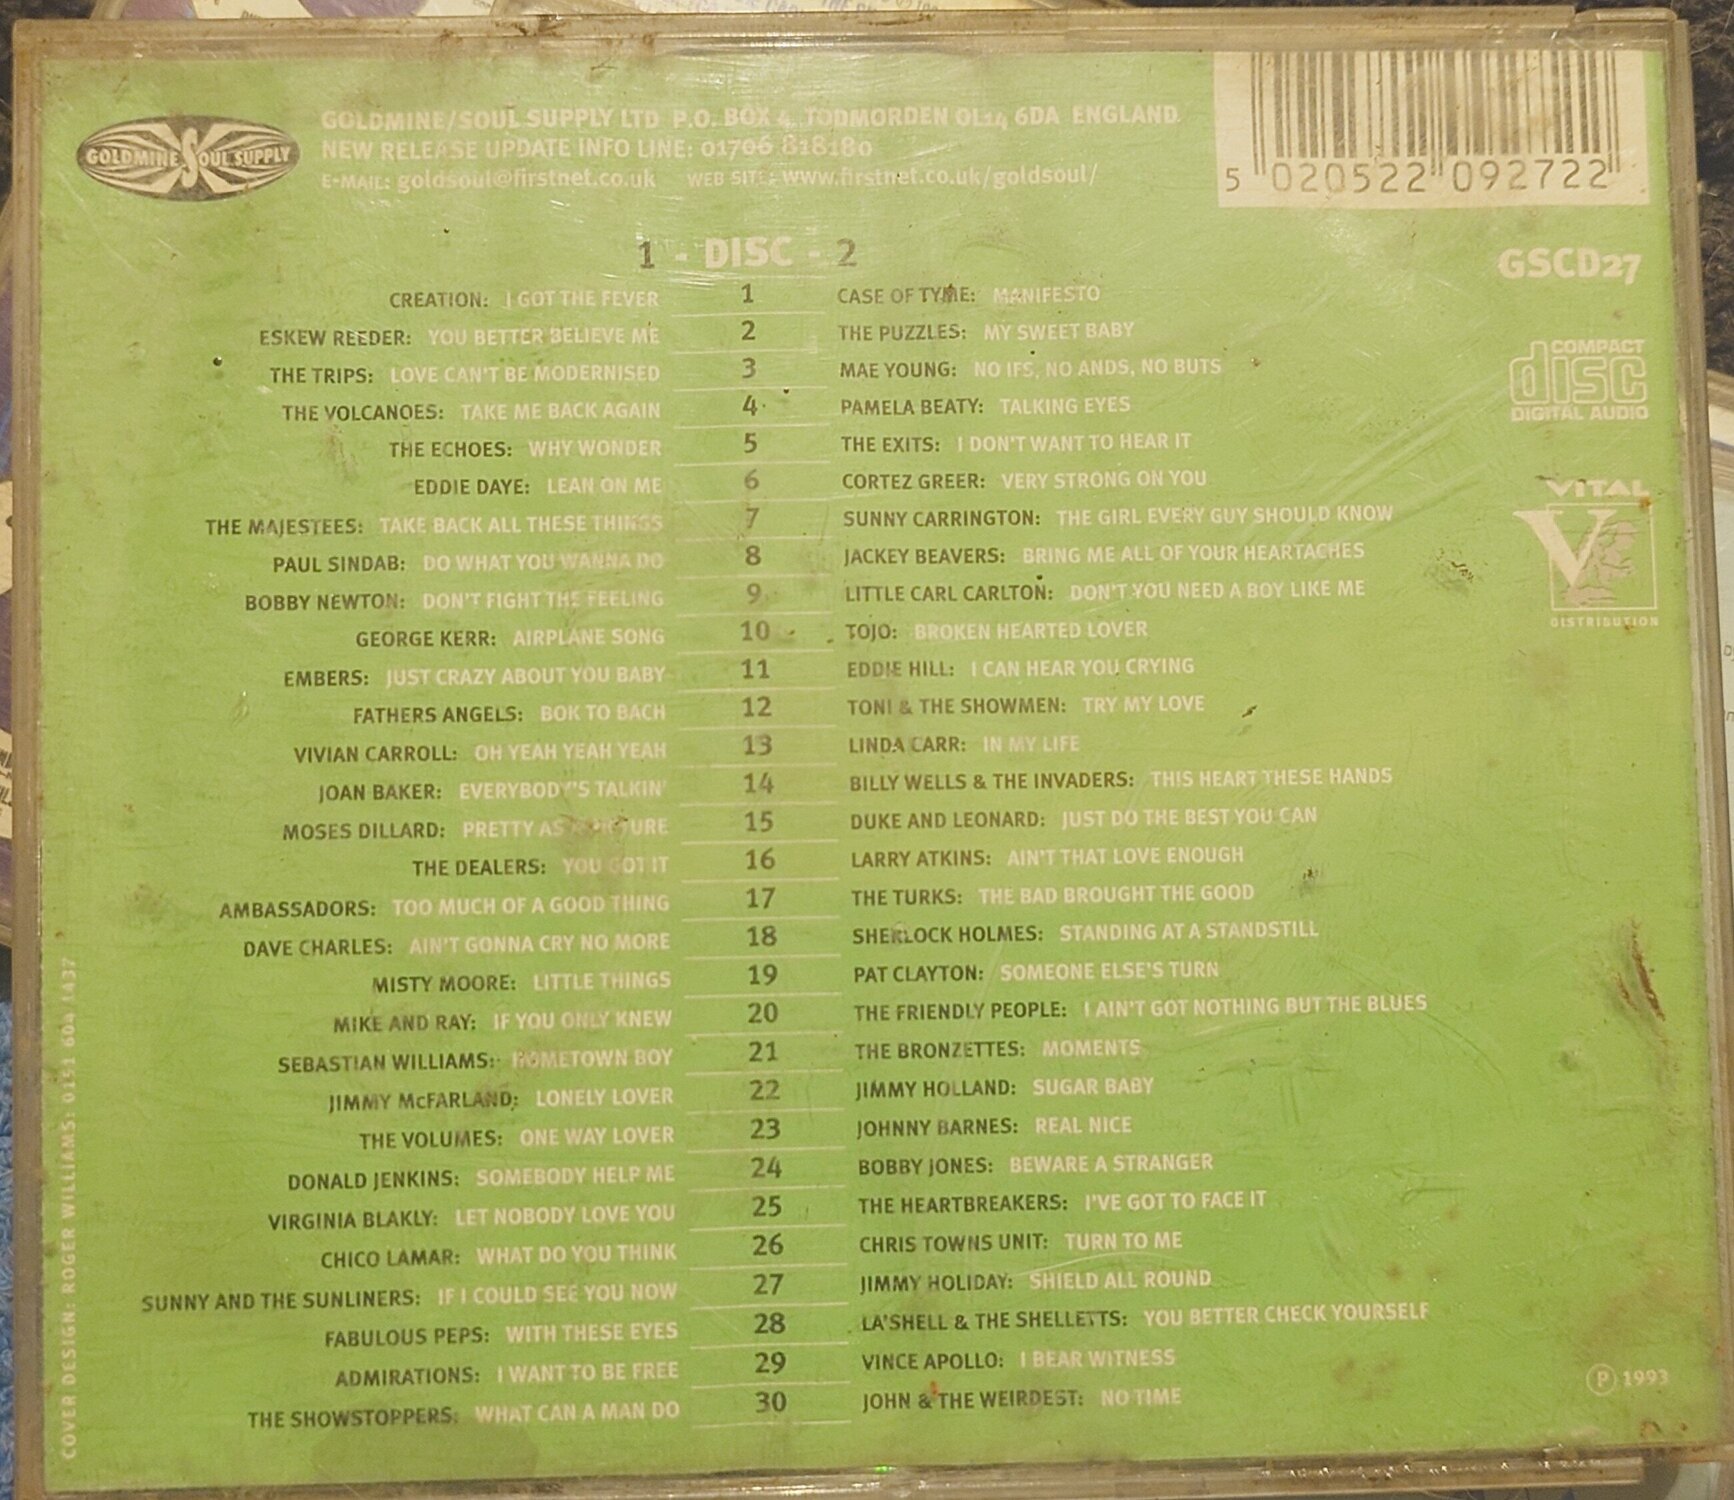 GOLDMINE SOUL SUPPLY
GOLDMINE/SOUL SUPPLY LTD P.O. BOX 4 TODMORDEN OL14 6DA ENGLAND
NEW RELEASE UPDATE INFO LINE: 01706 818180
E-MAIL: goldsoul@firstnet.co.uk WEB SITE: www.firstnet.co.uk/goldsoul/
5 020522 092722
GSCD27
COMPACT
disc
DIGITAL AUDIO
VITAL
V
DISTRIBUTION
1 - DISC - 2
CREATION: I GOT THE FEVER 1 CASE OF TYME: MANIFESTO
ESKEW REEDER: YOU BETTER BELIEVE ME 2 THE PUZZLES: MY SWEET BABY
THE TRIPS: LOVE CAN'T BE MODERNISED 3 MAE YOUNG: NO IFS, NO ANDS, NO BUTS
THE VOLCANOES: TAKE ME BACK AGAIN 4 PAMELA BEATY: TALKING EYES
THE ECHOES: WHY WONDER 5 THE EXITS: I DON'T WANT TO HEAR IT
EDDIE DAYE: LEAN ON ME 6 CORTEZ GREER: VERY STRONG ON YOU
THE MAJESTEES: TAKE BACK ALL THESE THINGS 7 SUNNY CARRINGTON: THE GIRL EVERY GUY SHOULD KNOW
PAUL SINDAB: DO WHAT YOU WANNA DO 8 JACKEY BEAVERS: BRING ME ALL OF YOUR HEARTACHES
BOBBY NEWTON: DON'T FIGHT THE FEELING 9 LITTLE CARL CARLTON: DON'T YOU NEED A BOY LIKE ME
GEORGE KERR: AIRPLANE SONG 10 TOJO: BROKEN HEARTED LOVER
EMBERS: JUST CRAZY ABOUT YOU BABY 11 EDDIE HILL: I CAN HEAR YOU CRYING
FATHERS ANGELS: BOK TO BACH 12 TONI & THE SHOWMEN: TRY MY LOVE
VIVIAN CARROLL: OH YEAH YEAH YEAH 13 LINDA CARR: IN MY LIFE
JOAN BAKER: EVERYBODY'S TALKIN' 14 BILLY WELLS & THE INVADERS: THIS HEART THESE HANDS
MOSES DILLARD: PRETTY AS A PICTURE 15 DUKE AND LEONARD: JUST DO THE BEST YOU CAN
THE DEALERS: YOU GOT IT 16 LARRY ATKINS: AIN'T THAT LOVE ENOUGH
AMBASSADORS: TOO MUCH OF A GOOD THING 17 THE TURKS: THE BAD BROUGHT THE GOOD
DAVE CHARLES: AIN'T GONNA CRY NO MORE 18 SHERLOCK HOLMES: STANDING AT A STANDSTILL
MISTY MOORE: LITTLE THINGS 19 PAT CLAYTON: SOMEONE ELSE'S TURN
MIKE AND RAY: IF YOU ONLY KNEW 20 THE FRIENDLY PEOPLE: I AIN'T GOT NOTHING BUT THE BLUES
SEBASTIAN WILLIAMS: HOMETOWN BOY 21 THE BRONZETTES: MOMENTS
JIMMY McFARLAND: LONELY LOVER 22 JIMMY HOLLAND: SUGAR BABY
THE VOLUMES: ONE WAY LOVER 23 JOHNNY BARNES: REAL NICE
DONALD JENKINS: SOMEBODY HELP ME 24 BOBBY JONES: BEWARE A STRANGER
VIRGINIA BLAKLY: LET NOBODY LOVE YOU 25 THE HEARTBREAKERS: I'VE GOT TO FACE IT
CHICO LAMAR: WHAT DO YOU THINK 26 CHRIS TOWNS UNIT: TURN TO ME
SUNNY AND THE SUNLINERS: IF I COULD SEE YOU NOW 27 JIMMY HOLIDAY: SHIELD ALL ROUND
FABULOUS PEPS: WITH THESE EYES 28 LA'SHELL & THE SHELLETTS: YOU BETTER CHECK YOURSELF
ADMIRATIONS: I WANT TO BE FREE 29 VINCE APOLLO: I BEAR WITNESS
THE SHOWSTOPPERS: WHAT CAN A MAN DO 30 JOHN & THE WEIRDEST: NO TIME
℗ 1993
COVER DESIGN: ROGER WILLIAMS: 0151 604 1437